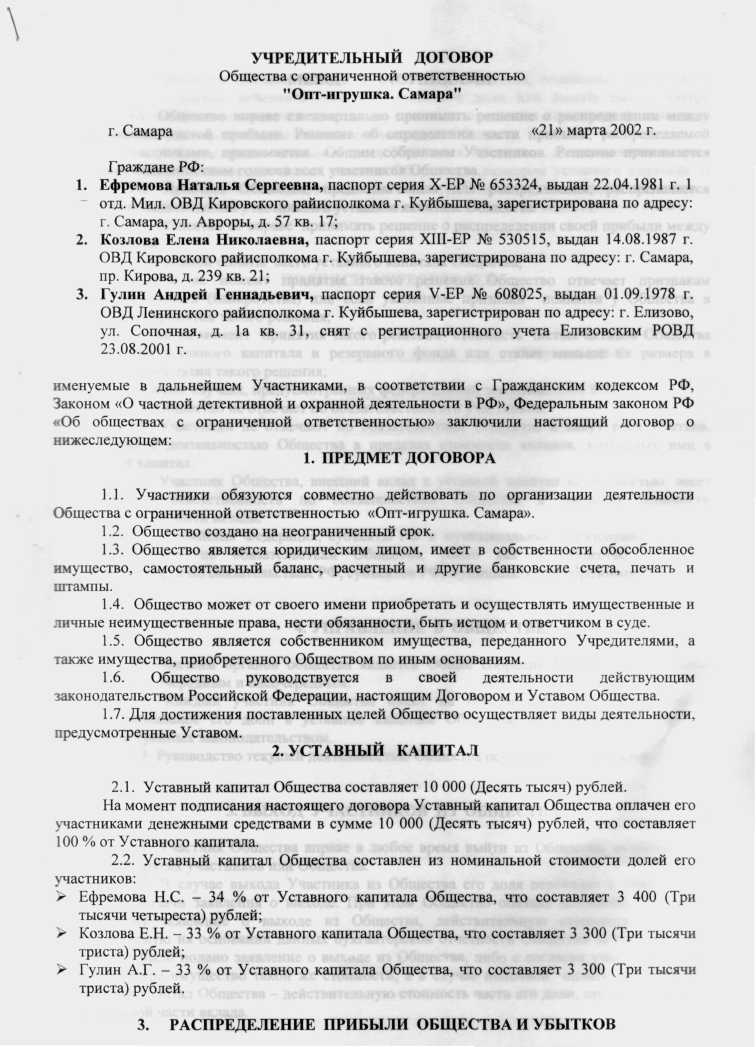 УЧРЕДИТЕЛЬНЫЙ ДОГОВОР
Общества с ограниченной ответственностью
"Опт-игрушка. Самара"
г. Самара «21» марта 2002 г.
Граждане РФ:
1. Ефремова Наталья Сергеевна, паспорт серия X-ЕР № 653324, выдан 22.04.1981 г. 1
отд. Мил. ОВД Кировского райисполкома г. Куйбышева, зарегистрирована по адресу:
г. Самара, ул. Авроры, д. 57 кв. 17;
2. Козлова Елена Николаевна, паспорт серия XIII-ЕР № 530515, выдан 14.08.1987 г.
ОВД Кировского райисполкома г. Куйбышева, зарегистрирована по адресу: г. Самара,
пр. Кирова, д. 239 кв. 21;
3. Гулин Андрей Геннадьевич, паспорт серия V-ЕР № 608025, выдан 01.09.1978 г.
ОВД Ленинского райисполкома г. Куйбышева, зарегистрирован по адресу: г. Елизово,
ул. Сопочная, д. 1а кв. 31, снят с регистрационного учета Елизовским РОВД
23.08.2001 г.
именуемые в дальнейшем Участниками, в соответствии с Гражданским кодексом РФ,
Законом «О частной детективной и охранной деятельности в РФ», Федеральным законом РФ
«Об обществах с ограниченной ответственностью» заключили настоящий договор о
нижеследующем:
1. ПРЕДМЕТ ДОГОВОРА
1.1. Участники обязуются совместно действовать по организации деятельности
Общества с ограниченной ответственностью «Опт-игрушка. Самара».
1.2. Общество создано на неограниченный срок.
1.3. Общество является юридическим лицом, имеет в собственности обособленное
имущество, самостоятельный баланс, расчетный и другие банковские счета, печать и
штампы.
1.4. Общество может от своего имени приобретать и осуществлять имущественные и
личные неимущественные права, нести обязанности, быть истцом и ответчиком в суде.
1.5. Общество является собственником имущества, переданного Учредителями, а
также имущества, приобретенного Обществом по иным основаниям.
1.6. Общество руководствуется в своей деятельности действующим
законодательством Российской Федерации, настоящим Договором и Уставом Общества.
1.7. Для достижения поставленных целей Общество осуществляет виды деятельности,
предусмотренные Уставом.
2. УСТАВНЫЙ КАПИТАЛ
2.1. Уставный капитал Общества составляет 10 000 (Десять тысяч) рублей.
На момент подписания настоящего договора Уставный капитал Общества оплачен его
участниками денежными средствами в сумме 10 000 (Десять тысяч) рублей, что составляет
100 % от Уставного капитала.
2.2. Уставный капитал Общества составлен из номинальной стоимости долей его
участников:
➢ Ефремова Н.С. – 34 % от Уставного капитала Общества, что составляет 3 400 (Три
тысячи четыреста) рублей;
➢ Козлова Е.Н. – 33 % от Уставного капитала Общества, что составляет 3 300 (Три тысячи
триста) рублей;
➢ Гулин А.Г. – 33 % от Уставного капитала Общества, что составляет 3 300 (Три тысячи
триста) рублей.
3. РАСПРЕДЕЛЕНИЕ ПРИБЫЛИ ОБЩЕСТВА И УБЫТКОВ